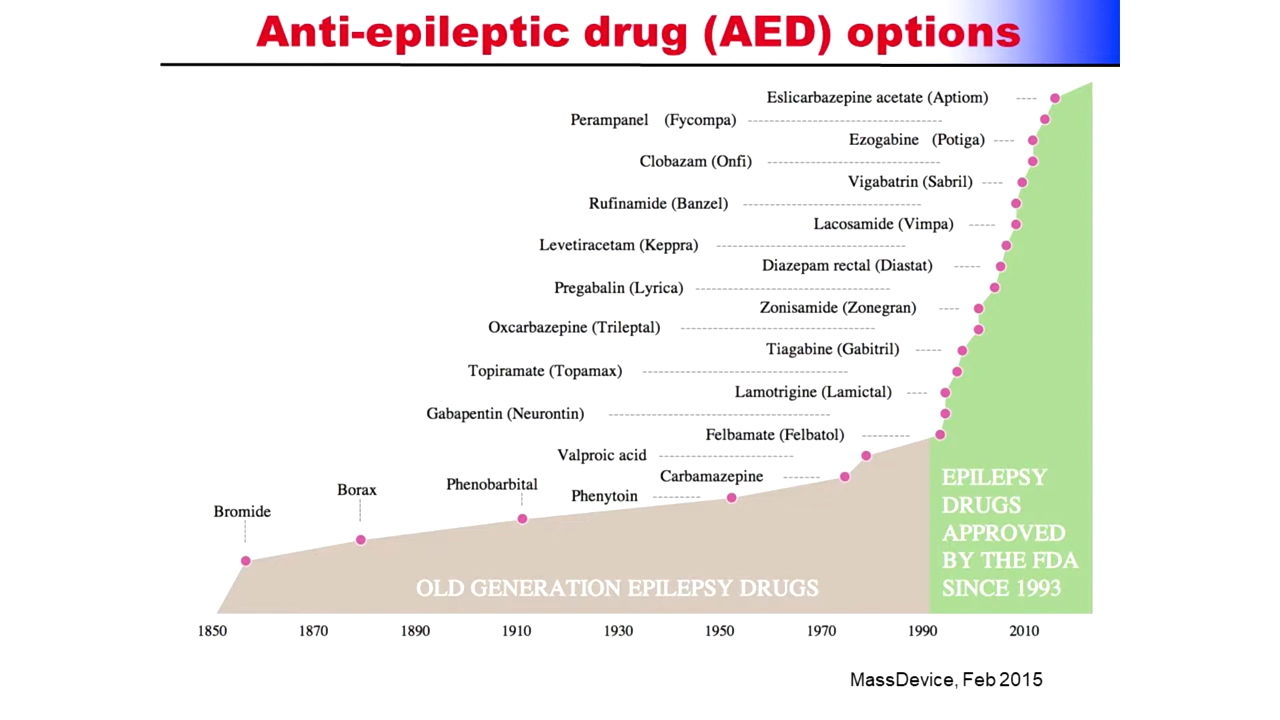 Anti-epileptic drug (AED) options
Eslicarbazepine acetate (Aptiom)
Perampanel (Fycompa)
Ezogabine (Potiga)
Clobazam (Onfi)
Vigabatrin (Sabril)
Rufinamide (Banzel)
Lacosamide (Vimpa)
Levetiracetam (Keppra)
Diazepam rectal (Diastat)
Pregabalin (Lyrica)
Zonisamide (Zonegran)
Oxcarbazepine (Trileptal)
Tiagabine (Gabitril)
Topiramate (Topamax)
Lamotrigine (Lamictal)
Gabapentin (Neurontin)
Felbamate (Felbatol)
Valproic acid
Carbamazepine
Phenytoin
Phenobarbital
Borax
Bromide
OLD GENERATION EPILEPSY DRUGS
EPILEPSY
DRUGS
APPROVED
BY THE FDA
SINCE 1993
1850 1870 1890 1910 1930 1950 1970 1990 2010
MassDevice, Feb 2015